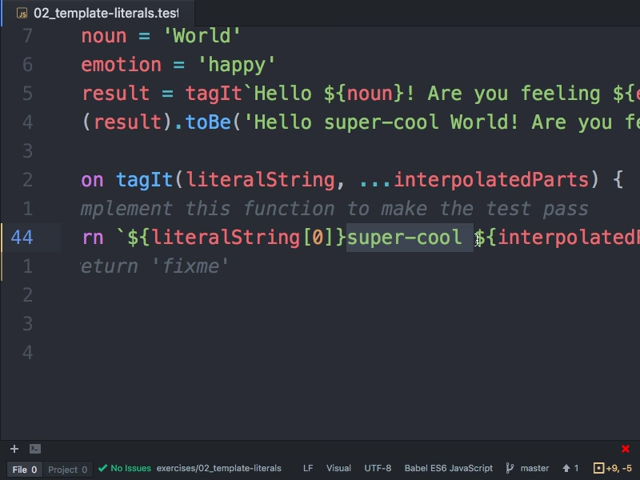 02_template-literals.test
7 noun = 'World'
6 emotion = 'happy'
5 result = tagIt`Hello ${noun}! Are you feeling ${
4 (result).toBe('Hello super-cool World! Are you fe
3
2 on tagIt(literalString, ...interpolatedParts) {
1 mplement this function to make the test pass
44 rn `${literalString[0]}super-cool ${interpolatedP
1 eturn 'fixme'
2
3
4
File 0 Project 0 No Issues exercises/02_template-literals LF Visual UTF-8 Babel ES6 JavaScript master 1 +9, -5